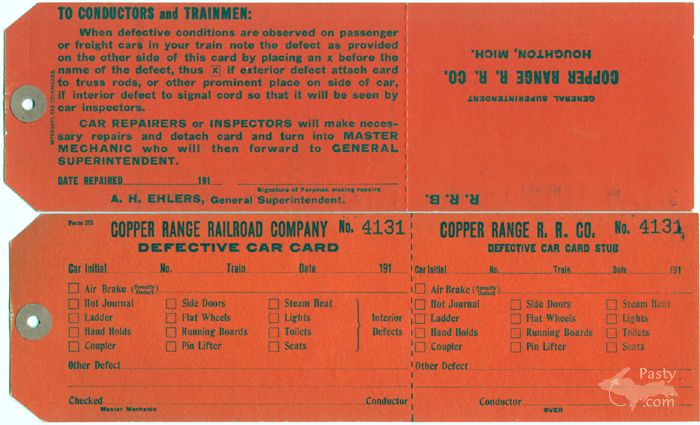 TO CONDUCTORS and TRAINMEN:
When defective conditions are observed on passenger
or freight cars in your train note the defect as provided
on the other side of this card by placing an x before the
name of the defect, thus x if exterior defect attach card
to truss rods, or other prominent place on side of car,
if interior defect to signal cord so that it will be seen by
car inspectors.
CAR REPAIRERS or INSPECTORS will make neces-
sary repairs and detach card and turn into MASTER
MECHANIC who will then forward to GENERAL
SUPERINTENDENT.
DATE REPAIRED 191
Signature of Foreman making repairs
A. H. EHLERS, General Superintendent.
R. R. B.
GENERAL SUPERINTENDENT
COPPER RANGE R. R. CO.
HOUGHTON, MICH.
Form 353
COPPER RANGE RAILROAD COMPANY No. 4131
DEFECTIVE CAR CARD
Car Initial No. Train Date 191
Air Brake (Specify Defect)
Hot Journal Side Doors Steam Heat
Ladder Flat Wheels Lights Interior
Hand Holds Running Boards Toilets Defects
Coupler Pin Lifter Seats
Other Defect
Checked Conductor
Master Mechanic
COPPER RANGE R. R. CO. No. 4131
DEFECTIVE CAR CARD STUB
Car Initial No. Train Date 191
Air Brake (Specify Defect)
Hot Journal Side Doors Steam Heat
Ladder Flat Wheels Lights
Hand Holds Running Boards Toilets
Coupler Pin Lifter Seats
Other Defect
Conductor
OVER
Pasty
.com